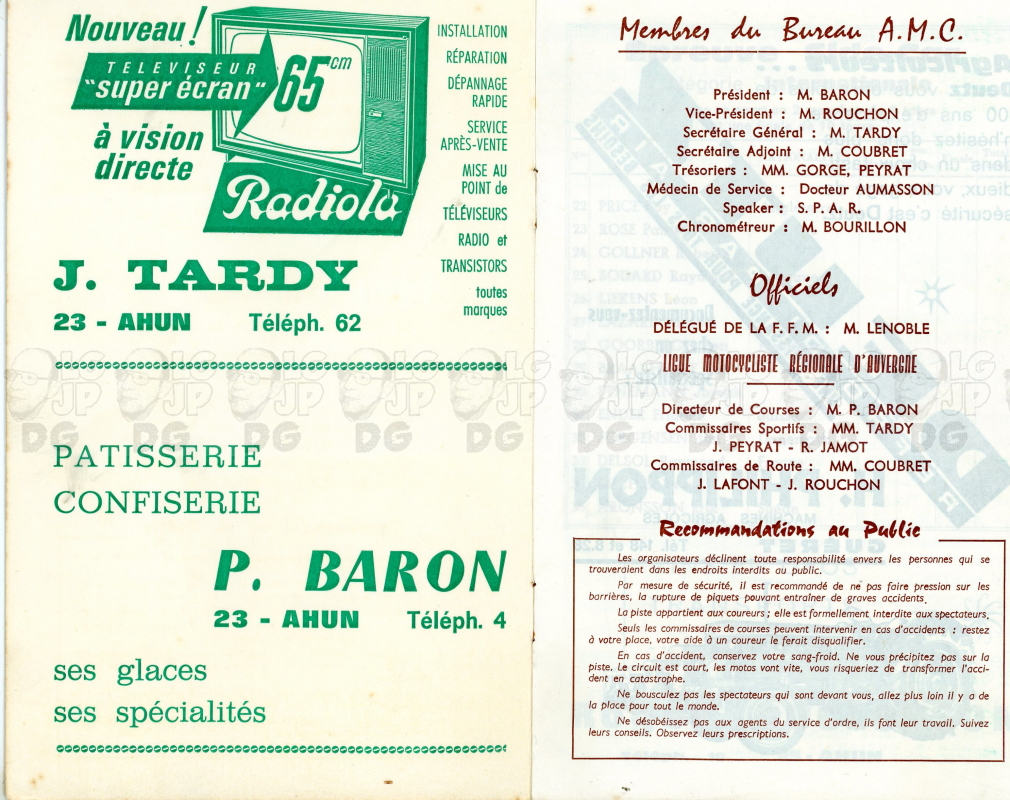 Nouveau !
TELEVISEUR
"super écran"
65 cm
à vision
directe
Radiola
INSTALLATION
RÉPARATION
DÉPANNAGE
RAPIDE
SERVICE
APRÈS-VENTE
MISE AU
POINT de
TÉLÉVISEURS
RADIO et
TRANSISTORS
toutes
marques
J. TARDY
23 - AHUN Téléph. 62
PATISSERIE
CONFISERIE
P. BARON
23 - AHUN Téléph. 4
ses glaces
ses spécialités
Membres du Bureau A.M.C.
Président : M. BARON
Vice-Président : M. ROUCHON
Secrétaire Général : M. TARDY
Secrétaire Adjoint : M. COUBRET
Trésoriers : MM. GORGE, PEYRAT
Médecin de Service : Docteur AUMASSON
Speaker : S. P. A. R.
Chronométreur : M. BOURILLON
Officiels
DÉLÉGUÉ DE LA F. F. M. : M. LENOBLE
LIGUE MOTOCYCLISTE RÉGIONALE D'AUVERGNE
Directeur de Courses : M. P. BARON
Commissaires Sportifs : MM. TARDY
J. PEYRAT - R. JAMOT
Commissaires de Route : MM. COUBRET
J. LAFONT - J. ROUCHON
Recommandations au Public
Les organisateurs déclinent toute responsabilité envers les personnes qui se
trouveraient dans les endroits interdits au public.
Par mesure de sécurité, il est recommandé de ne pas faire pression sur les
barrières, la rupture de piquets pouvant entraîner de graves accidents.
La piste appartient aux coureurs ; elle est formellement interdite aux spectateurs.
Seuls les commissaires de courses peuvent intervenir en cas d'accidents : restez
à votre place, votre aide à un coureur le ferait disqualifier.
En cas d'accident, conservez votre sang-froid. Ne vous précipitez pas sur la
piste. Le circuit est court, les motos vont vite, vous risqueriez de transformer l'acci-
dent en catastrophe.
Ne bousculez pas les spectateurs qui sont devant vous, allez plus loin il y a de
la place pour tout le monde.
Ne désobéissez pas aux agents du service d'ordre, ils font leur travail. Suivez
leurs conseils. Observez leurs prescriptions.